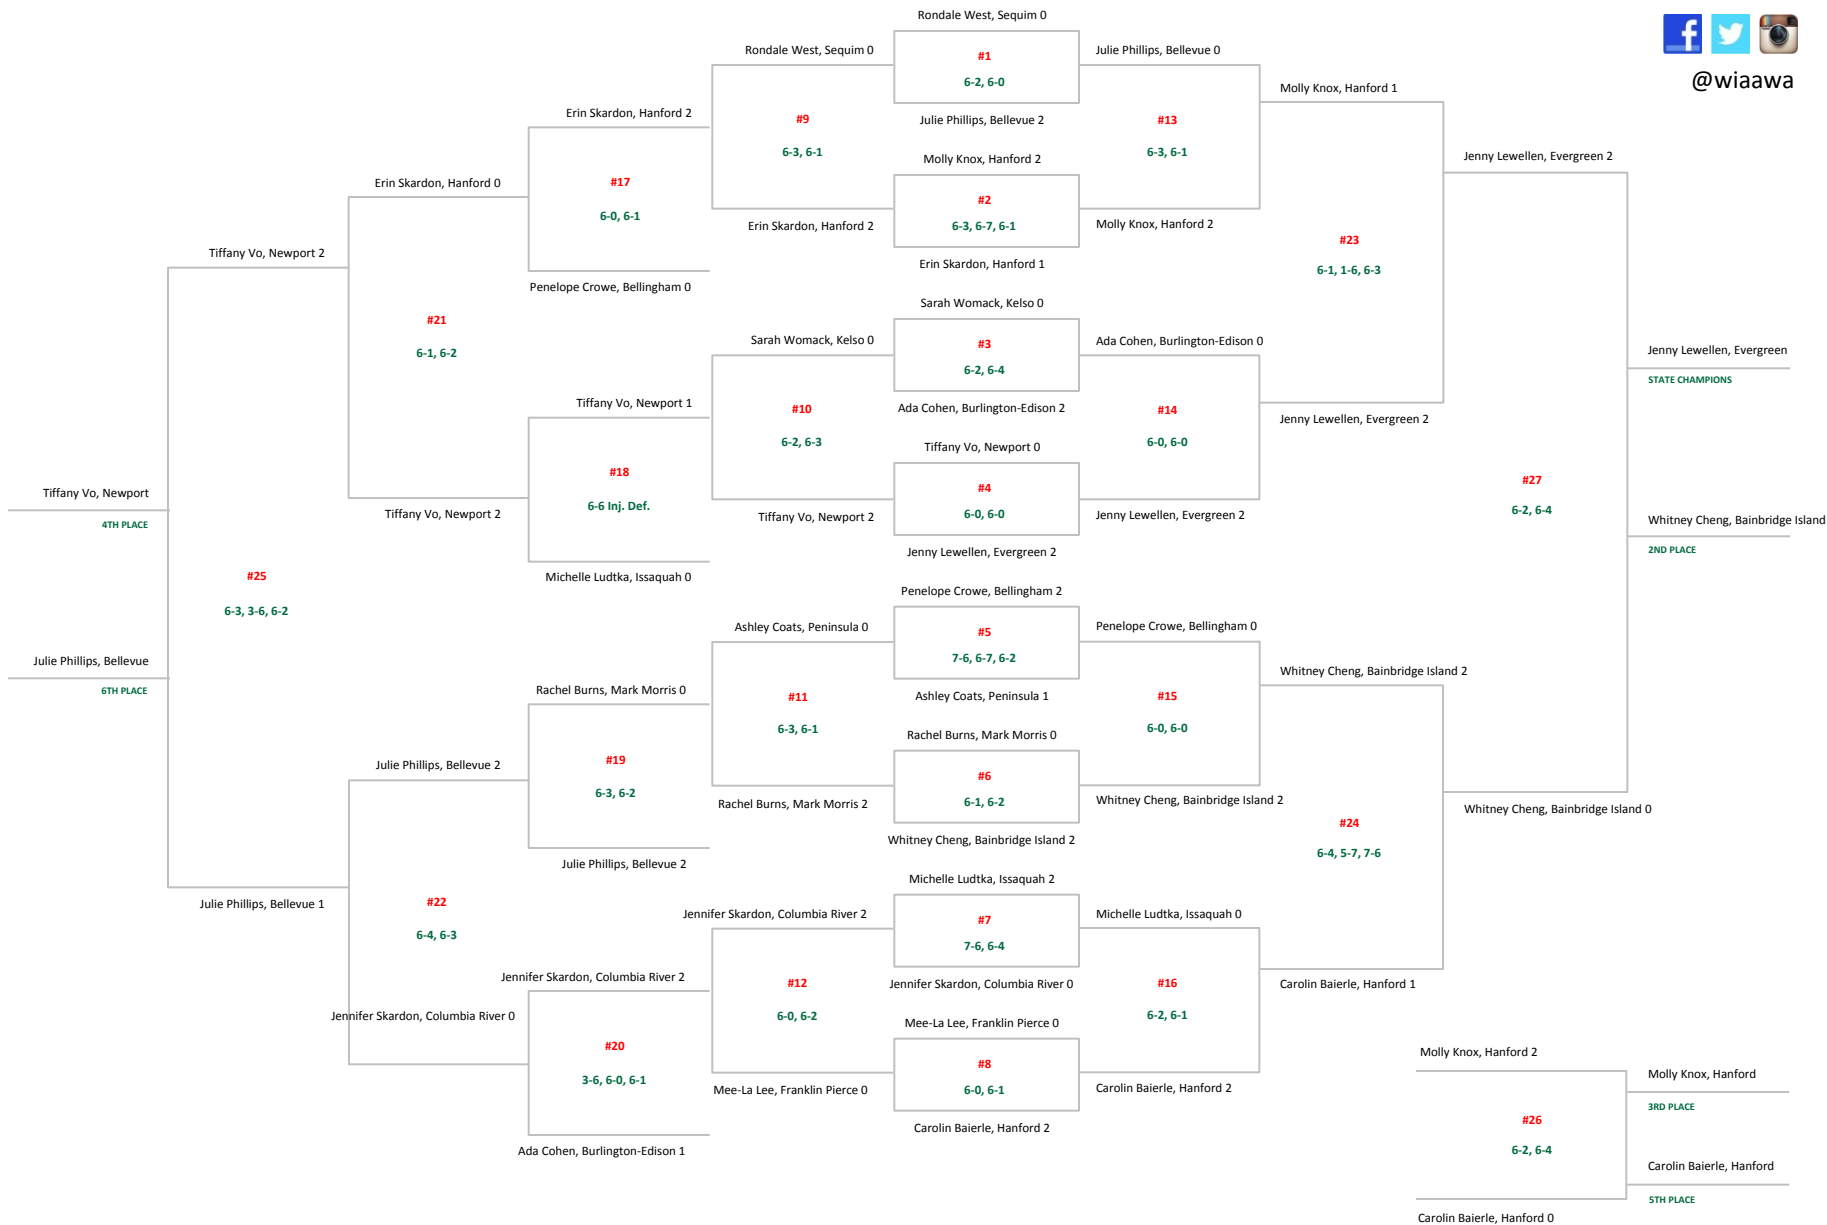 Rondale West, Sequim 0
Rondale West, Sequim 0
#1
Julie Phillips, Bellevue 0
6-2, 6-0
@wiaawa
Molly Knox, Hanford 1
Erin Skardon, Hanford 2
#9
Julie Phillips, Bellevue 2
#13
6-3, 6-1
6-3, 6-1
Molly Knox, Hanford 2
Jenny Lewellen, Evergreen 2
Erin Skardon, Hanford 0
#17
#2
6-0, 6-1
Erin Skardon, Hanford 2
6-3, 6-7, 6-1
Molly Knox, Hanford 2
#23
Tiffany Vo, Newport 2
Erin Skardon, Hanford 1
6-1, 1-6, 6-3
Penelope Crowe, Bellingham 0
Sarah Womack, Kelso 0
#21
Sarah Womack, Kelso 0
#3
Ada Cohen, Burlington-Edison 0
6-1, 6-2
Jenny Lewellen, Evergreen
6-2, 6-4
STATE CHAMPIONS
Tiffany Vo, Newport 1
#10
Ada Cohen, Burlington-Edison 2
#14
Jenny Lewellen, Evergreen 2
6-2, 6-3
6-0, 6-0
Tiffany Vo, Newport 0
#18
#4
#27
Tiffany Vo, Newport
6-6 Inj. Def.
6-2, 6-4
4TH PLACE
Tiffany Vo, Newport 2
Tiffany Vo, Newport 2
6-0, 6-0
Jenny Lewellen, Evergreen 2
Whitney Cheng, Bainbridge Island
2ND PLACE
Jenny Lewellen, Evergreen 2
#25
Michelle Ludtka, Issaquah 0
6-3, 3-6, 6-2
Penelope Crowe, Bellingham 2
Ashley Coats, Peninsula 0
#5
Penelope Crowe, Bellingham 0
Julie Phillips, Bellevue
7-6, 6-7, 6-2
Whitney Cheng, Bainbridge Island 2
6TH PLACE
Rachel Burns, Mark Morris 0
#11
Ashley Coats, Peninsula 1
#15
6-3, 6-1
6-0, 6-0
Rachel Burns, Mark Morris 0
Julie Phillips, Bellevue 2
#19
#6
6-3, 6-2
Rachel Burns, Mark Morris 2
6-1, 6-2
Whitney Cheng, Bainbridge Island 2
Whitney Cheng, Bainbridge Island 0
#24
Whitney Cheng, Bainbridge Island 2
6-4, 5-7, 7-6
Julie Phillips, Bellevue 2
Michelle Ludtka, Issaquah 2
Julie Phillips, Bellevue 1
#22
Jennifer Skardon, Columbia River 2
#7
Michelle Ludtka, Issaquah 0
6-4, 6-3
7-6, 6-4
Jennifer Skardon, Columbia River 2
#12
Jennifer Skardon, Columbia River 0
#16
Carolin Baierle, Hanford 1
Jennifer Skardon, Columbia River 0
6-0, 6-2
Mee-La Lee, Franklin Pierce 0
6-2, 6-1
#20
#8
Molly Knox, Hanford 2
3-6, 6-0, 6-1
Mee-La Lee, Franklin Pierce 0
6-0, 6-1
Carolin Baierle, Hanford 2
Molly Knox, Hanford
3RD PLACE
Carolin Baierle, Hanford 2
#26
Ada Cohen, Burlington-Edison 1
6-2, 6-4
Carolin Baierle, Hanford
5TH PLACE
Carolin Baierle, Hanford 0